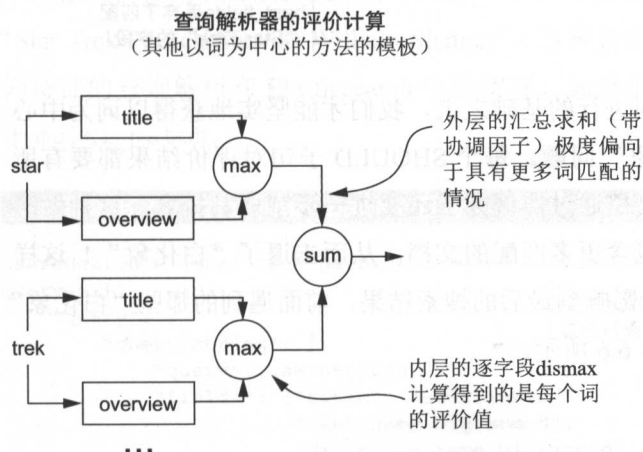 查询解析器的评价计算
（其他以词为中心的方法的模板）
title
star
max
overview
外层的汇总求和（带
协调因子）极度偏向
于具有更多词匹配的
情况
sum
title
trek
max
overview
内层的逐字段dismax
计算得到的是每个词
的评价值
...